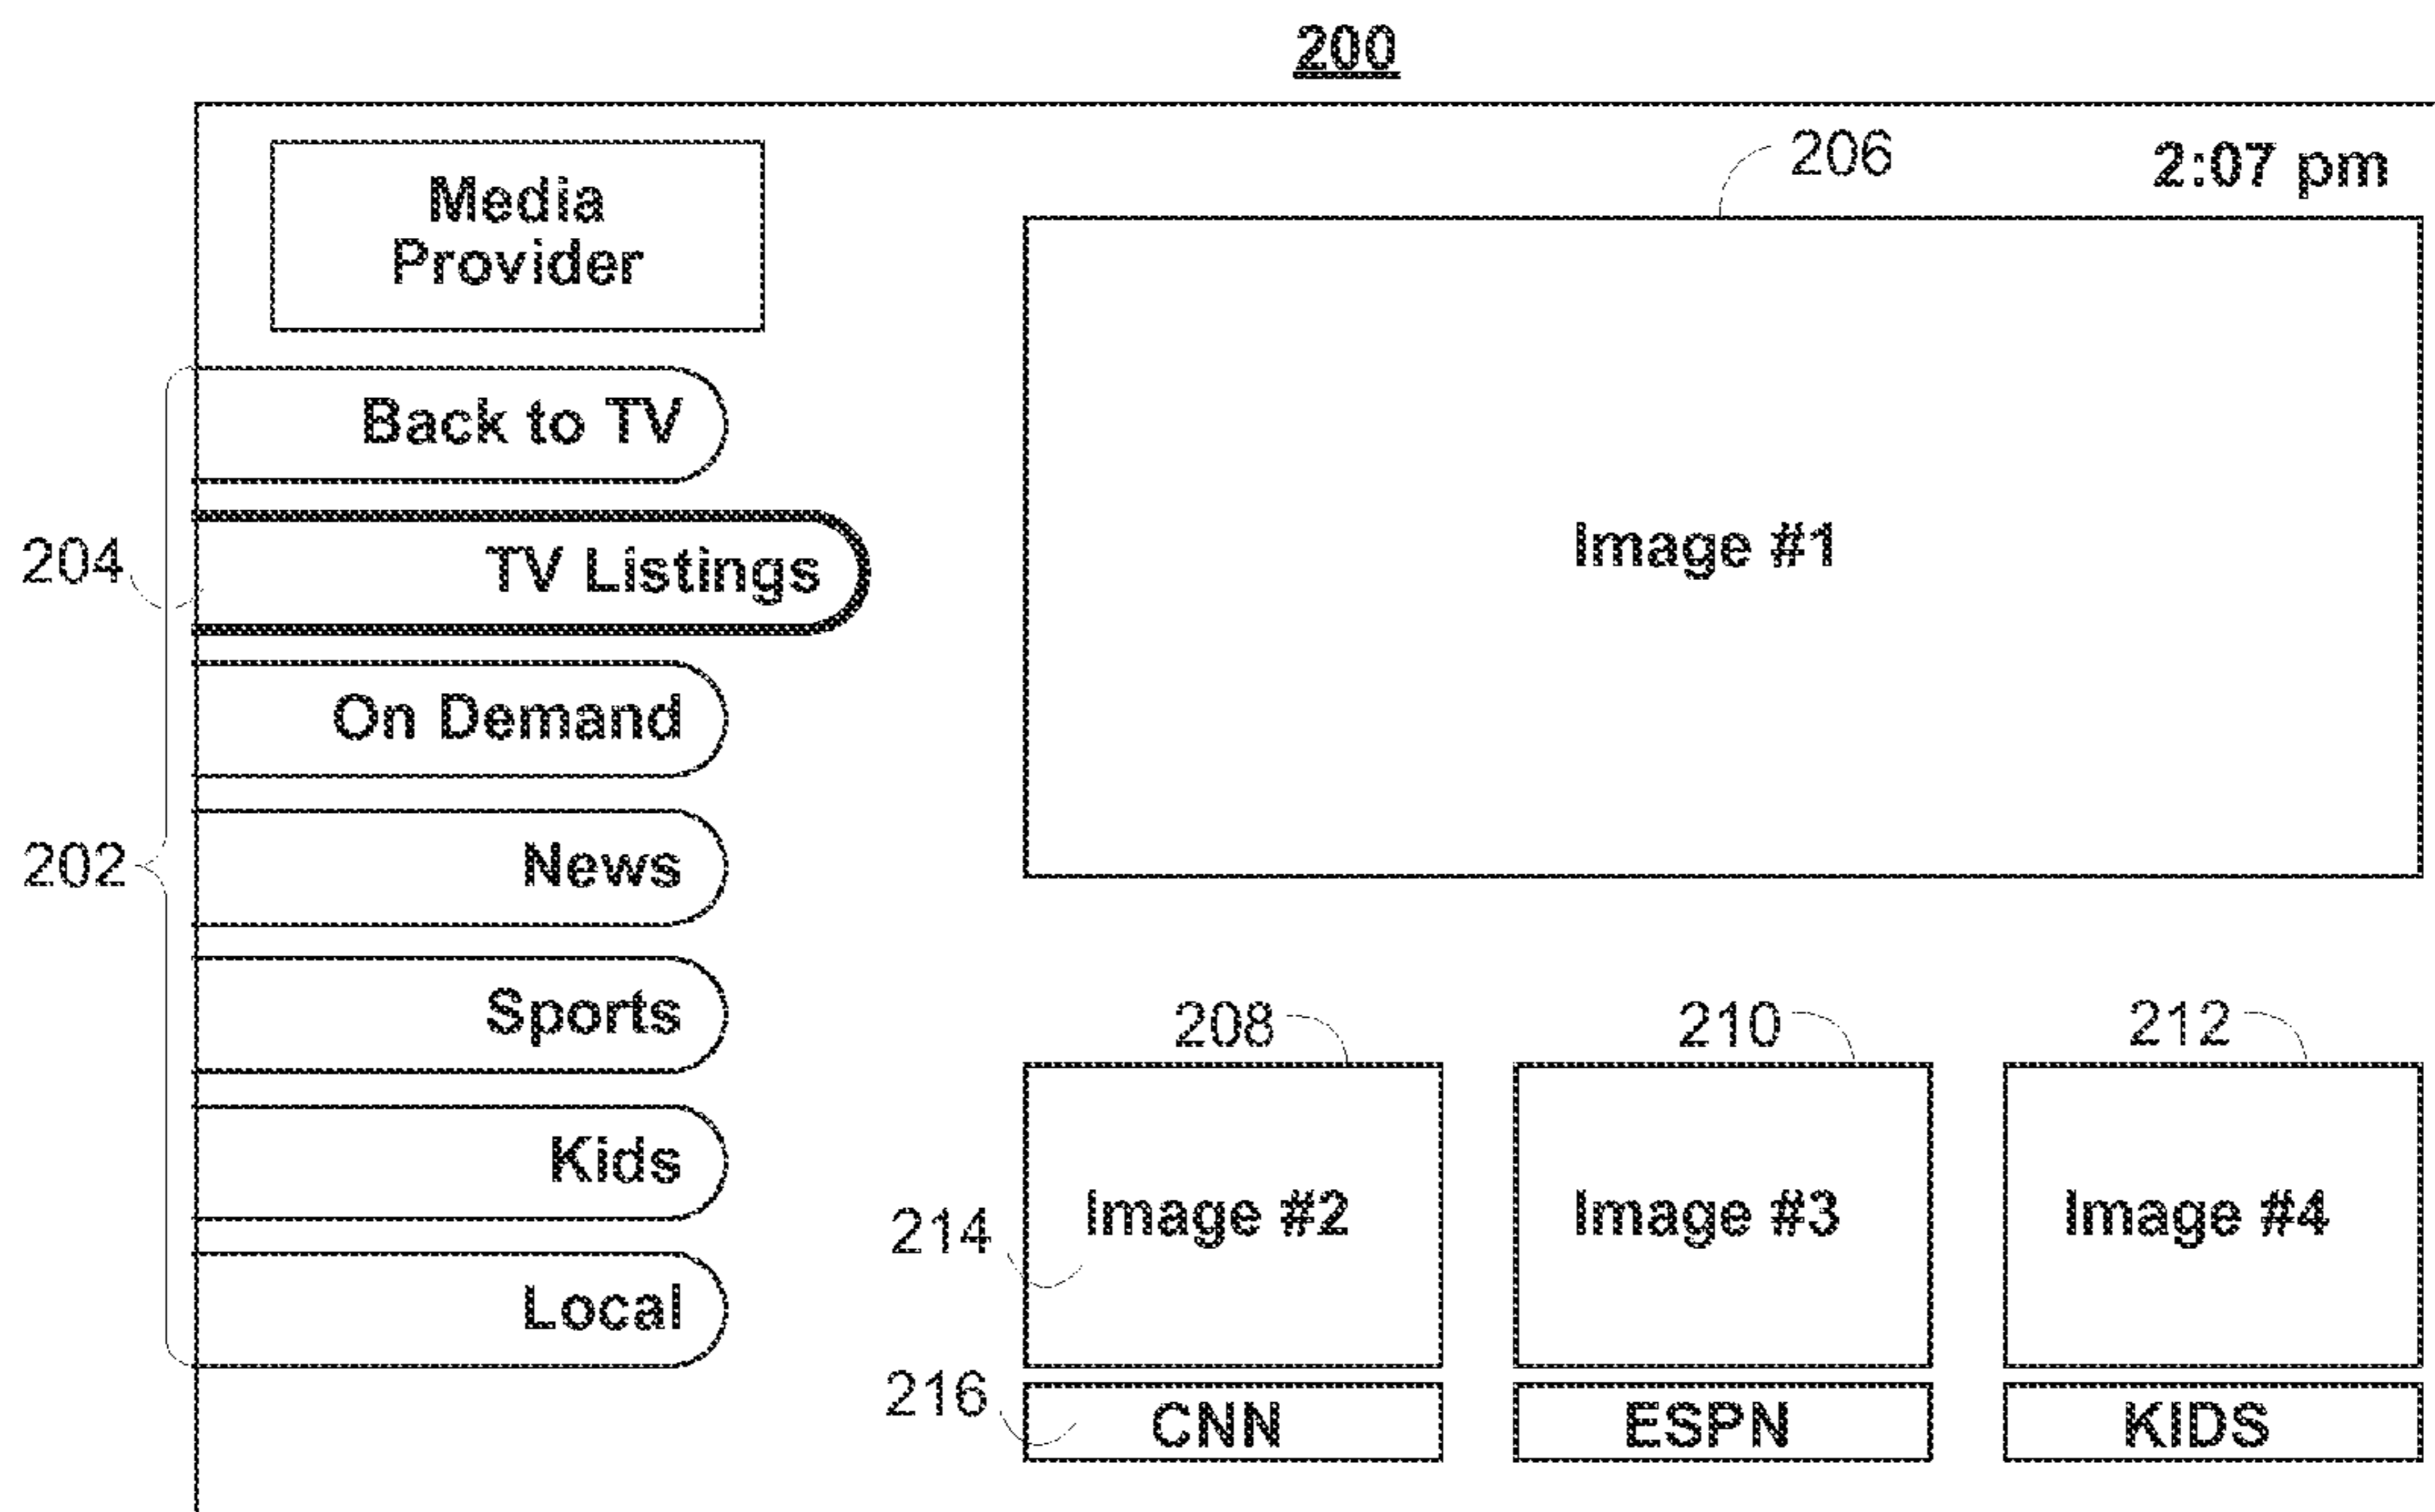 200
206
2:07 pm
Media
Provider
Back to TV
204
TV Listings
Image #1
On Demand
202
News
Sports
208
210
212
Kids
214
Image #2
Image #3
Image #4
Local
216
CNN
ESPN
KIDS